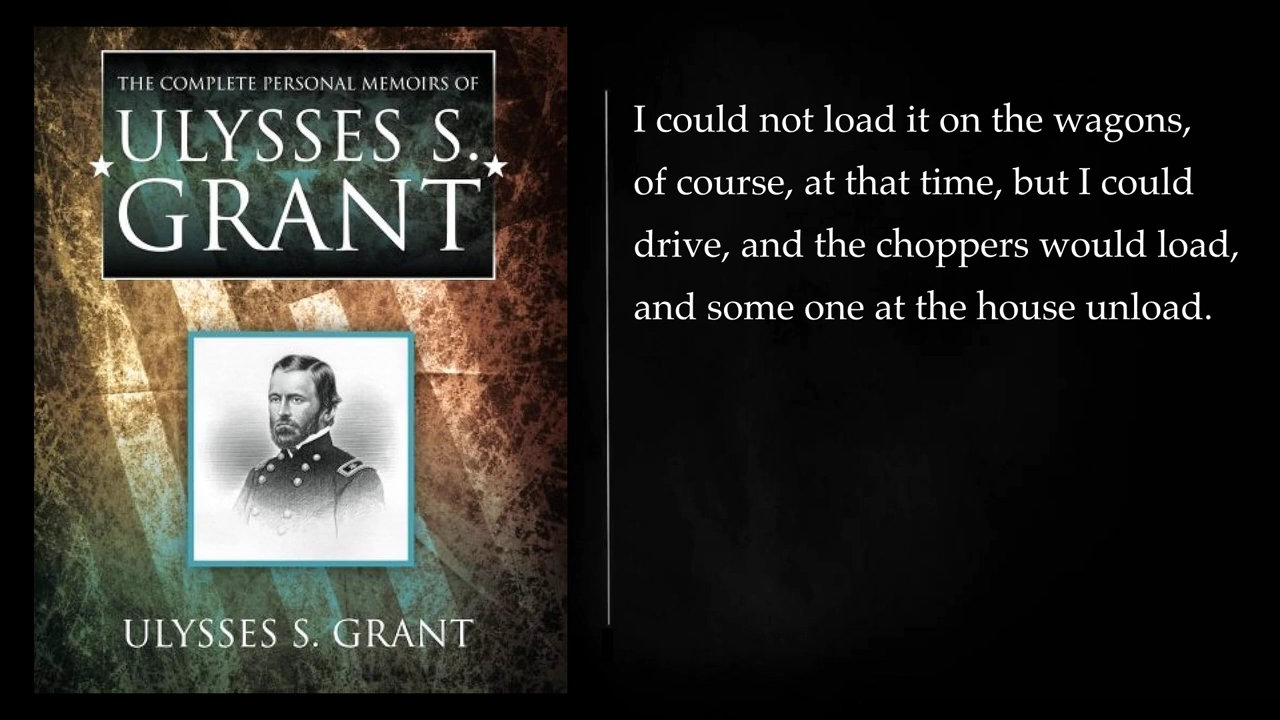 THE COMPLETE PERSONAL MEMOIRS OF
ULYSSES S.
GRANT
ULYSSES S. GRANT
I could not load it on the wagons,
of course, at that time, but I could
drive, and the choppers would load,
and some one at the house unload.